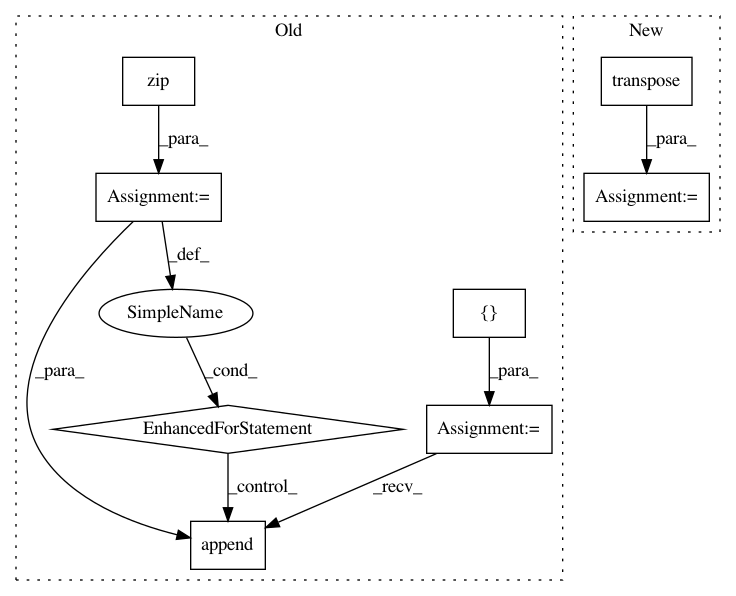 Old
New
zip
transpose
_para_
_para_
Assignment:=
Assignment:=
_def_
SimpleName
{}
_para_
_cond_
_para_
EnhancedForStatement
Assignment:=
_control_
_recv_
append